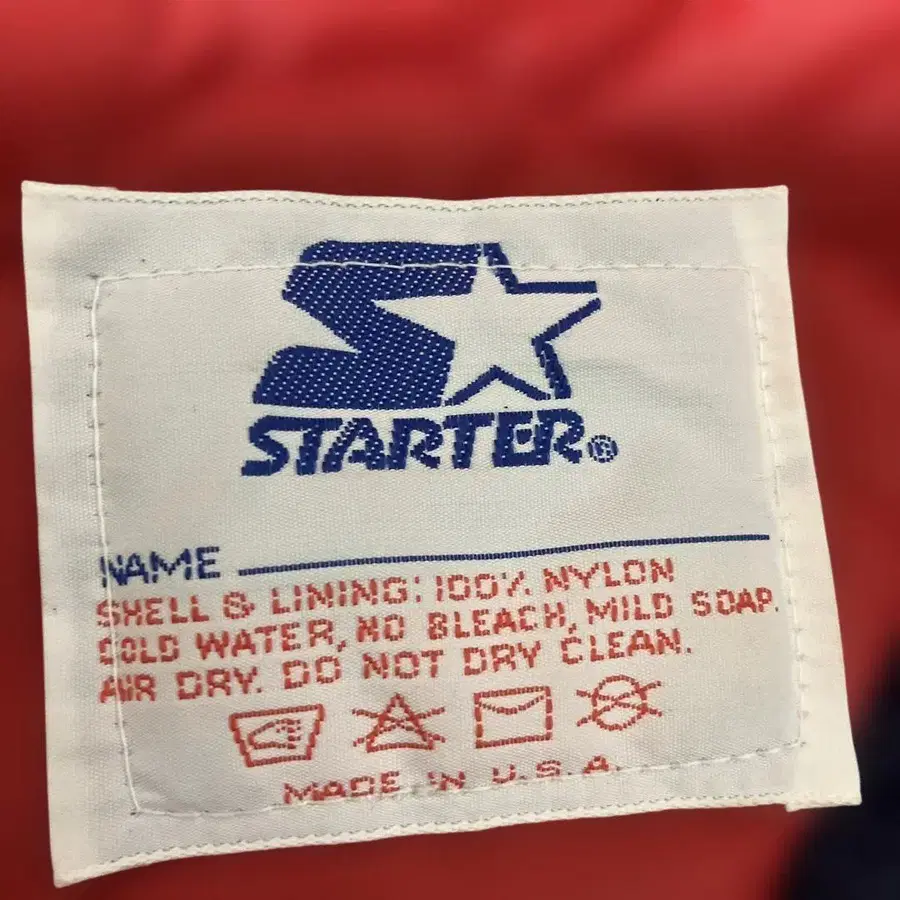 STARTER®
NAME
SHELL & LINING: 100% NYLON
COLD WATER, NO BLEACH, MILD SOAP.
AIR DRY. DO NOT DRY CLEAN.
MADE IN U.S.A.